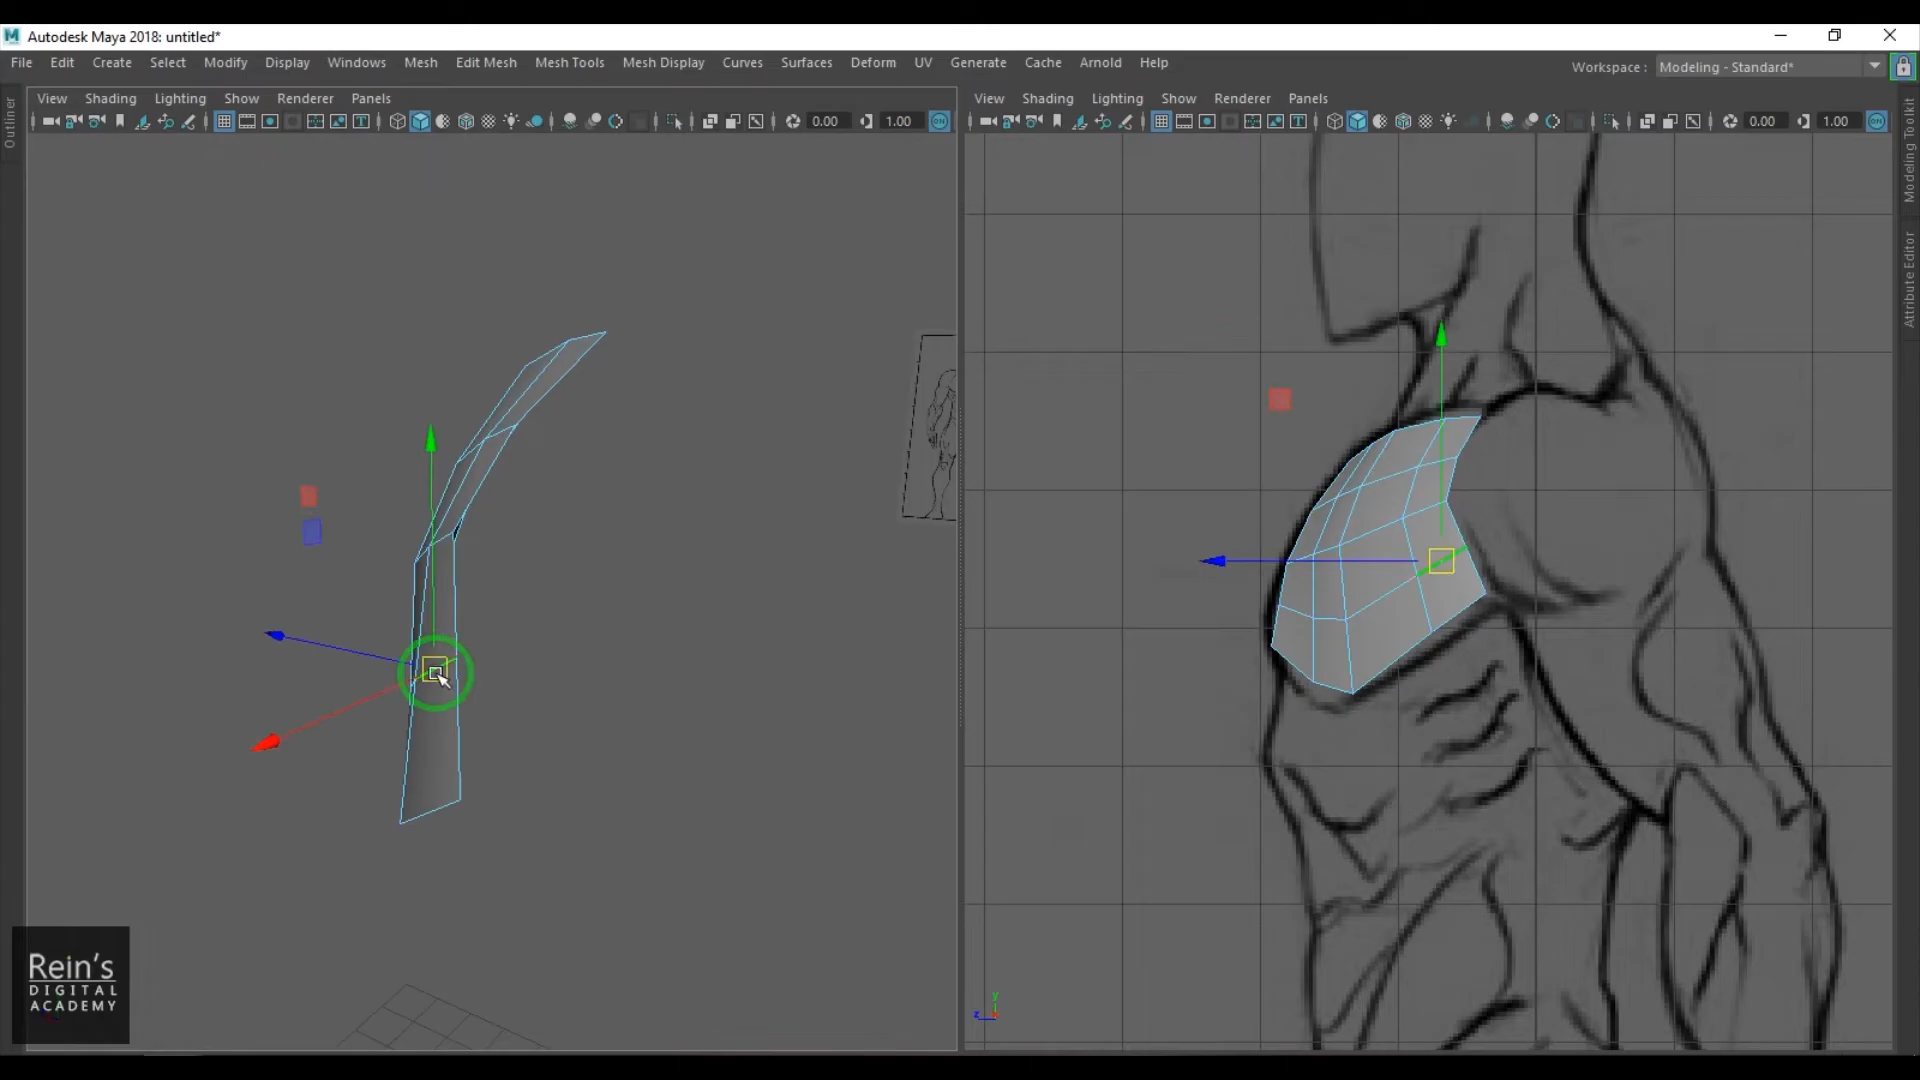 Autodesk Maya 2018: untitled*
File Edit Create Select Modify Display Windows Mesh Edit Mesh Mesh Tools Mesh Display Curves Surfaces Deform UV Generate Cache Arnold Help
Workspace : Modeling - Standard*
View Shading Lighting Show Renderer Panels
View Shading Lighting Show Renderer Panels
0.00 1.00 ON
0.00 1.00 ON
Outliner
Modeling Toolkit
Attribute Editor
Rein's
DIGITAL
ACADEMY
y
z